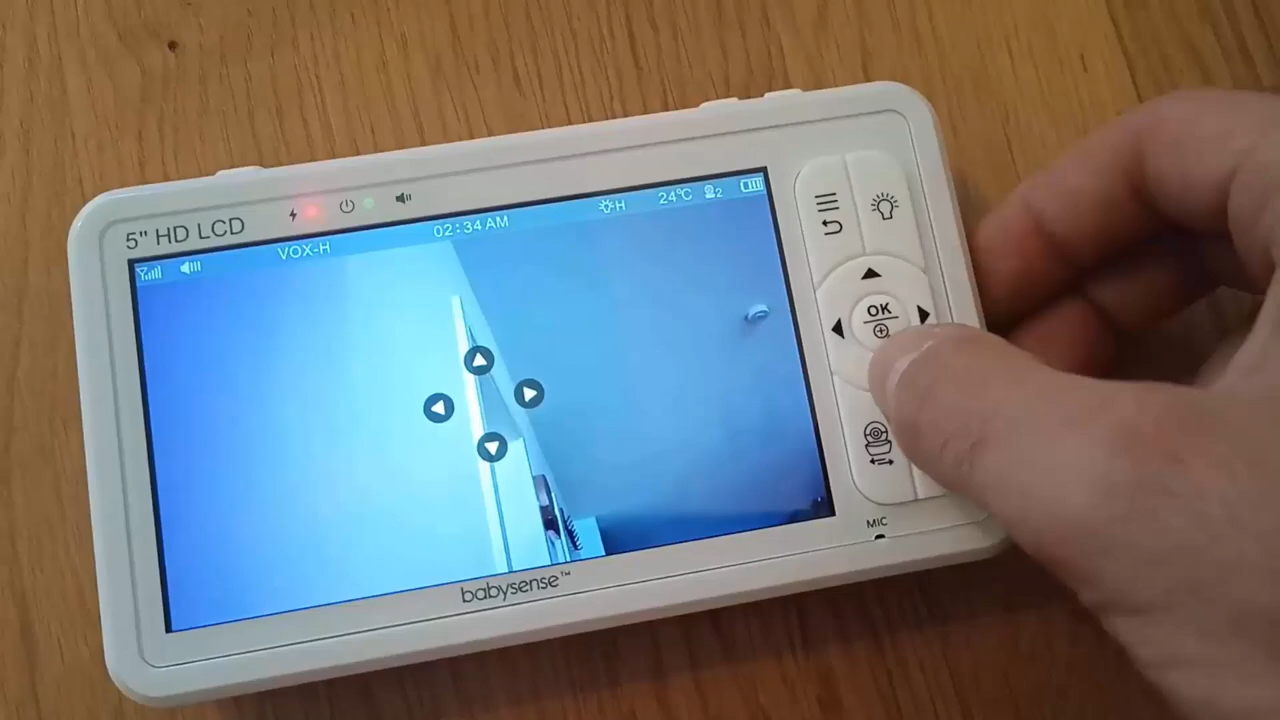 5" HD LCD
VOX-H
02:34 AM
H
24°C
2
OK
MIC
babysense™